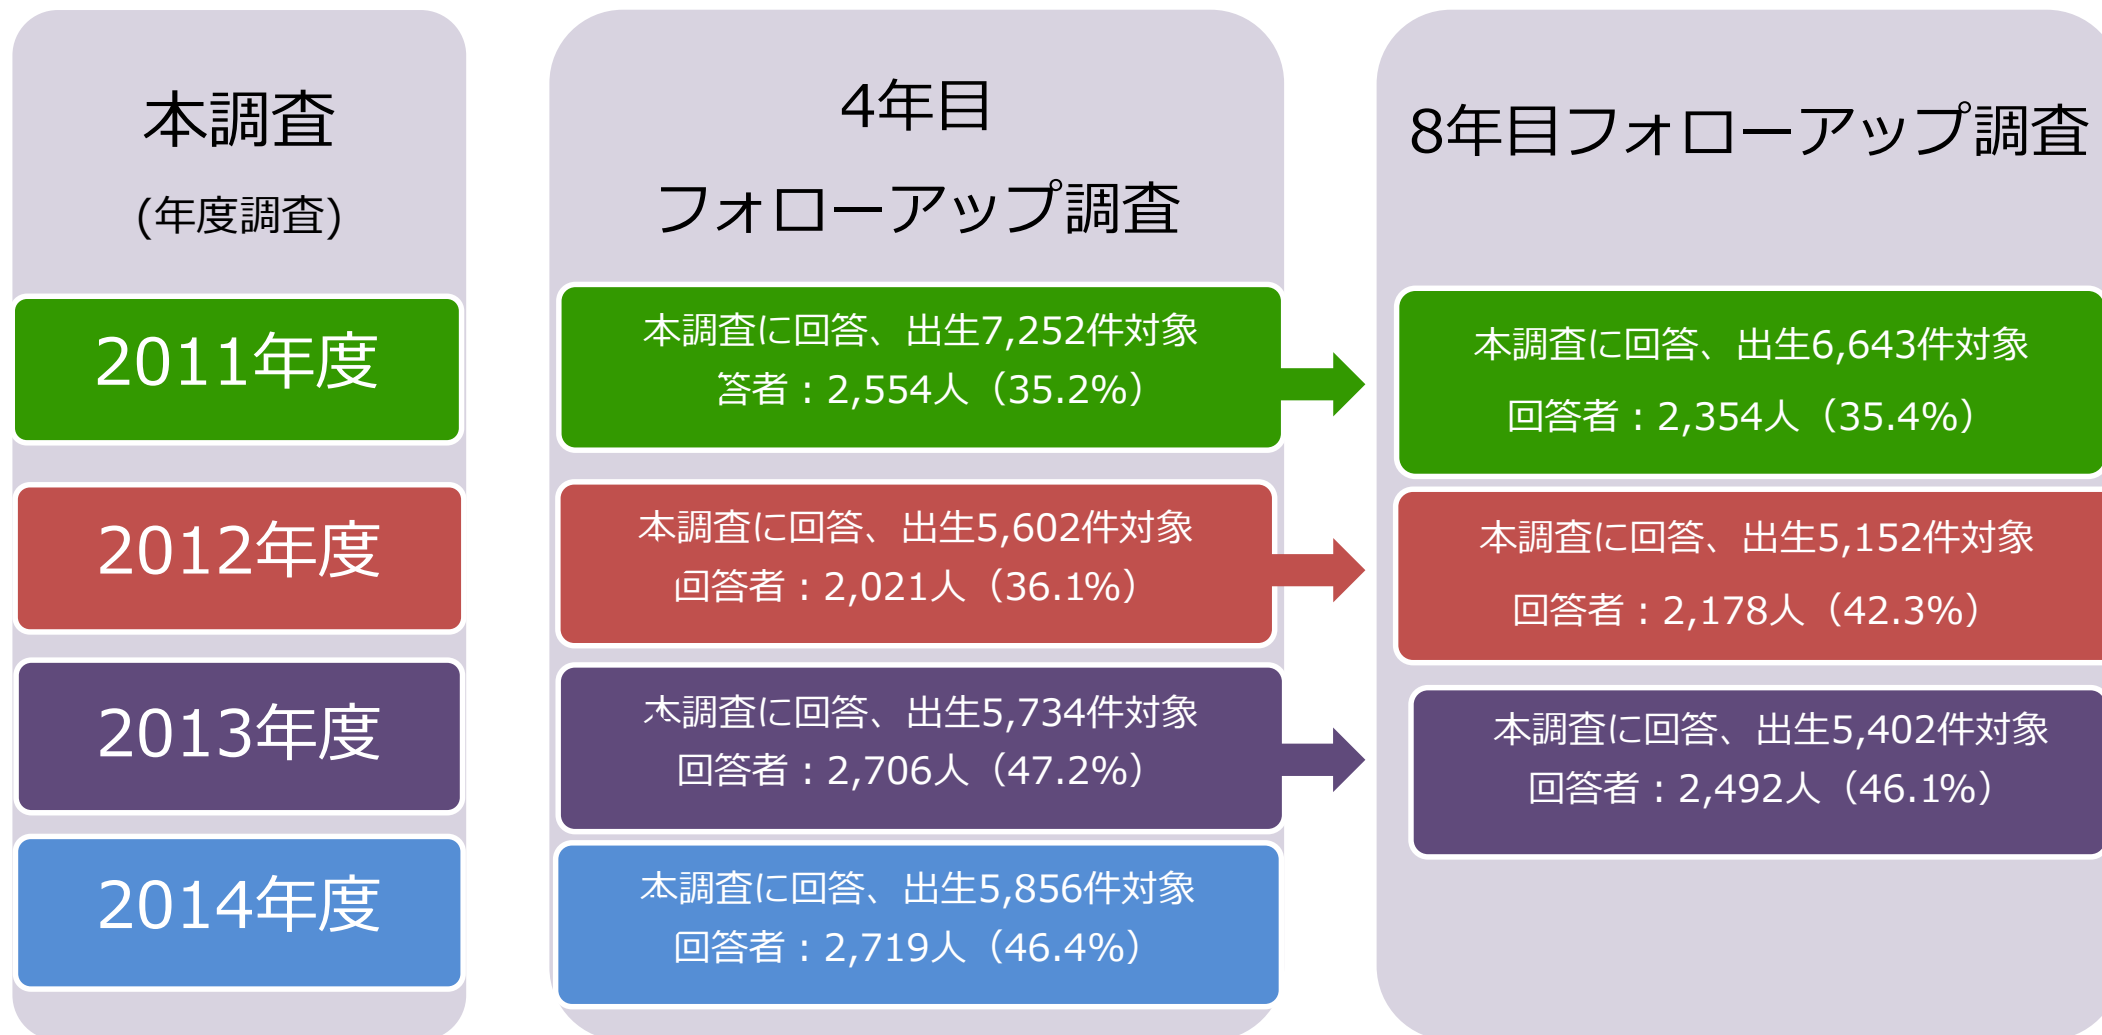 本調査
(年度調査)
2011年度
2012年度
2013年度
2014年度
4年目
フォローアップ調査
本調査に回答、出生7,252件対象
答者：2,554人（35.2%）
本調査に回答、出生5,602件対象
回答者：2,021人（36.1%）
本調査に回答、出生5,734件対象
回答者：2,706人（47.2%）
本調査に回答、出生5,856件対象
回答者：2,719人（46.4%）
8年目フォローアップ調査
本調査に回答、出生6,643件対象
回答者：2,354人（35.4%）
本調査に回答、出生5,152件対象
回答者：2,178人（42.3%）
本調査に回答、出生5,402件対象
回答者：2,492人（46.1%）